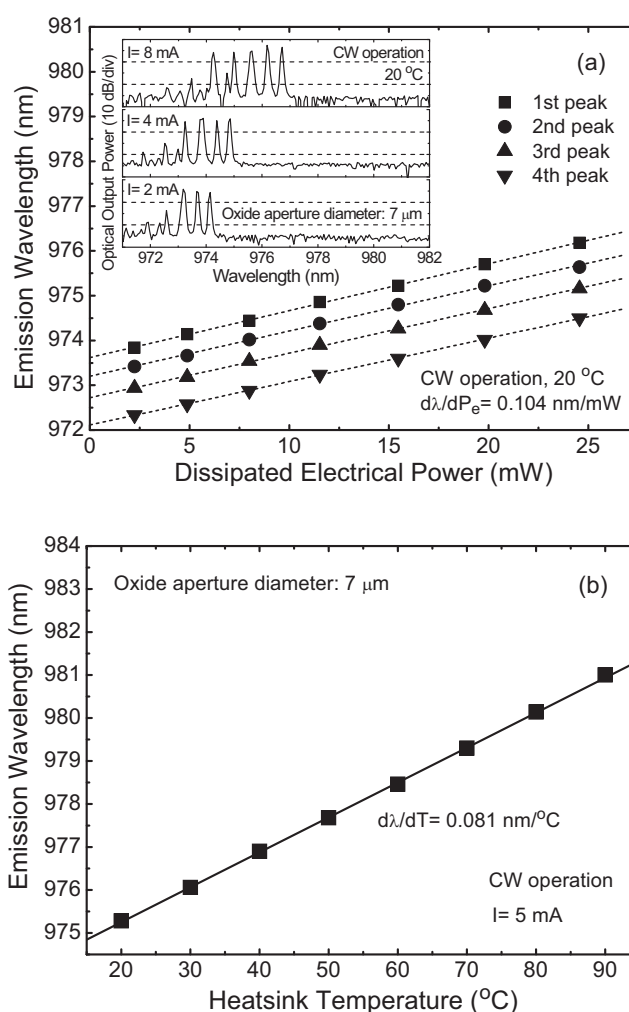 981
980
979
978
977
976
975
974
973
972
Emission Wavelength (nm)
0 5 10 15 20 25
Dissipated Electrical Power (mW)
(a)
1st peak
2nd peak
3rd peak
4th peak
CW operation, 20 °C
dλ/dPₑ= 0.104 nm/mW
Optical Output Power (10 dB/div)
I= 8 mA
CW operation
20 °C
I= 4 mA
I= 2 mA
Oxide aperture diameter: 7 μm
972 974 976 978 980 982
Wavelength (nm)
984
983
982
981
980
979
978
977
976
975
Emission Wavelength (nm)
Oxide aperture diameter: 7 μm
(b)
dλ/dT= 0.081 nm/°C
CW operation
I= 5 mA
20 30 40 50 60 70 80 90
Heatsink Temperature (°C)